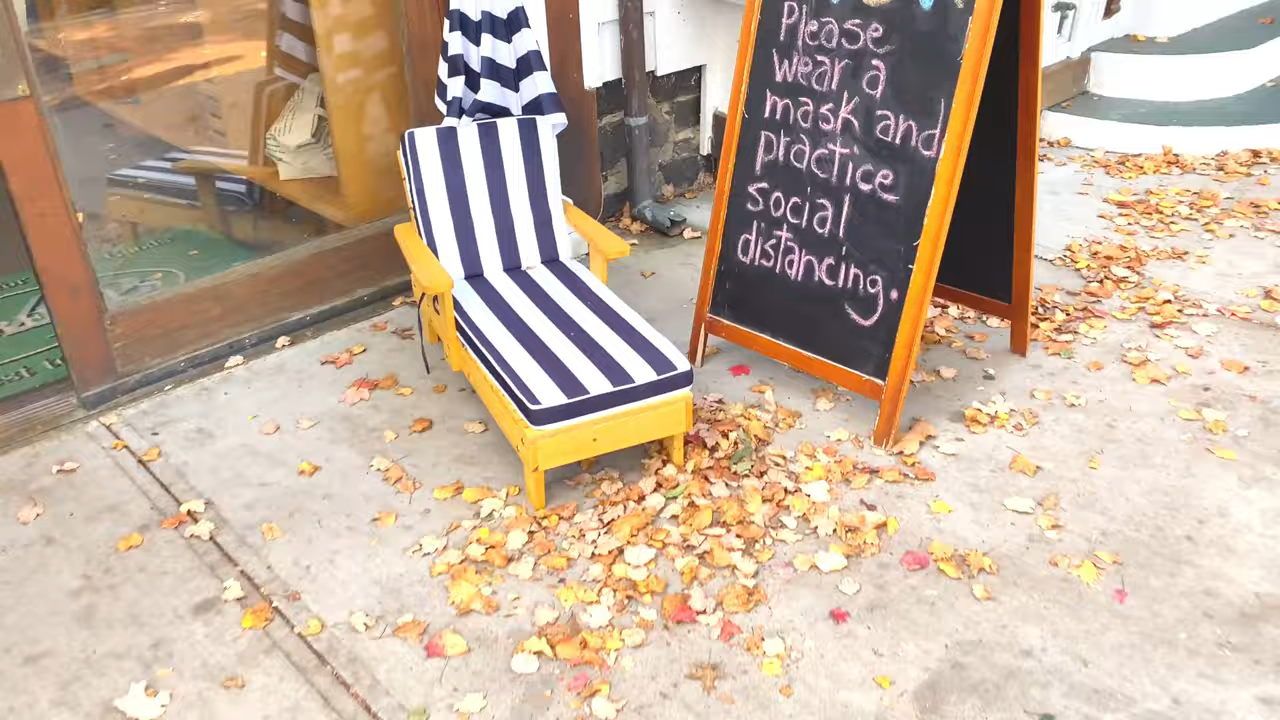 Please
wear a
mask and
practice
social
distancing.